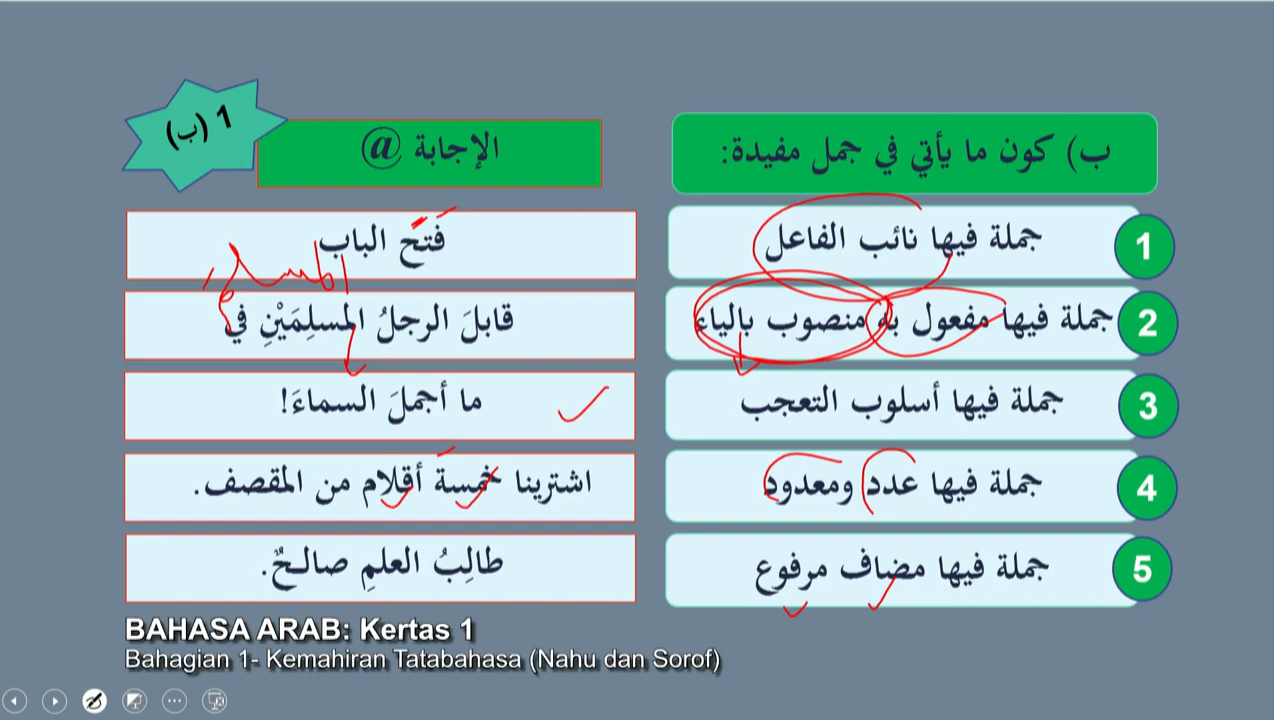 ب) كون ما يأتي في جمل مفيدة:
الإجابة @
1 (ب)
1 جملة فيها نائب الفاعل
فَتَح الباب
2 جملة فيها مفعول به منصوب بالياء
قابلَ الرجلُ المسلِمَيْنِ في
3 جملة فيها أسلوب التعجب
ما أجملَ السماءَ!
4 جملة فيها عدد ومعدود
اشترينا خمسة أقلام من المقصف.
5 جملة فيها مضاف مرفوع
طالِبُ العلمِ صالحٌ.
BAHASA ARAB: Kertas 1
Bahagian 1- Kemahiran Tatabahasa (Nahu dan Sorof)